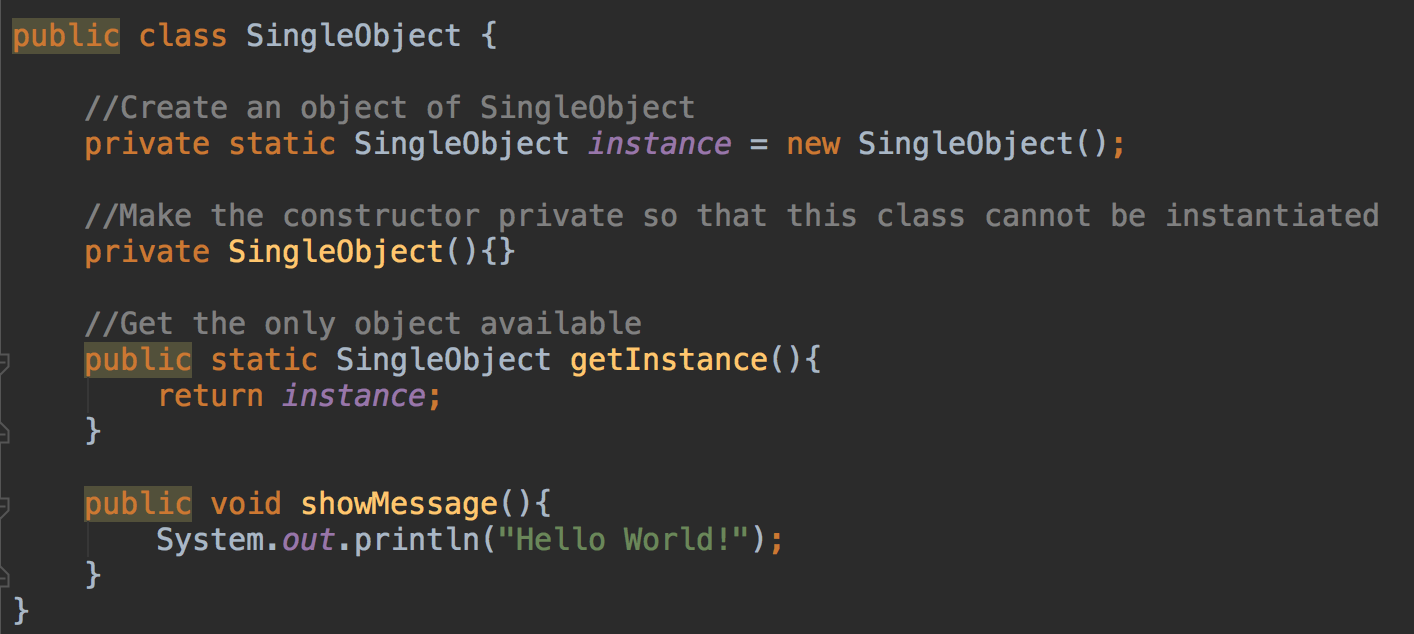 public class SingleObject {
//Create an object of SingleObject
private static SingleObject instance = new SingleObject();
//Make the constructor private so that this class cannot be instantiated
private SingleObject(){}
//Get the only object available
public static SingleObject getInstance(){
return instance;
}
public void showMessage(){
System.out.println("Hello World!");
}
}